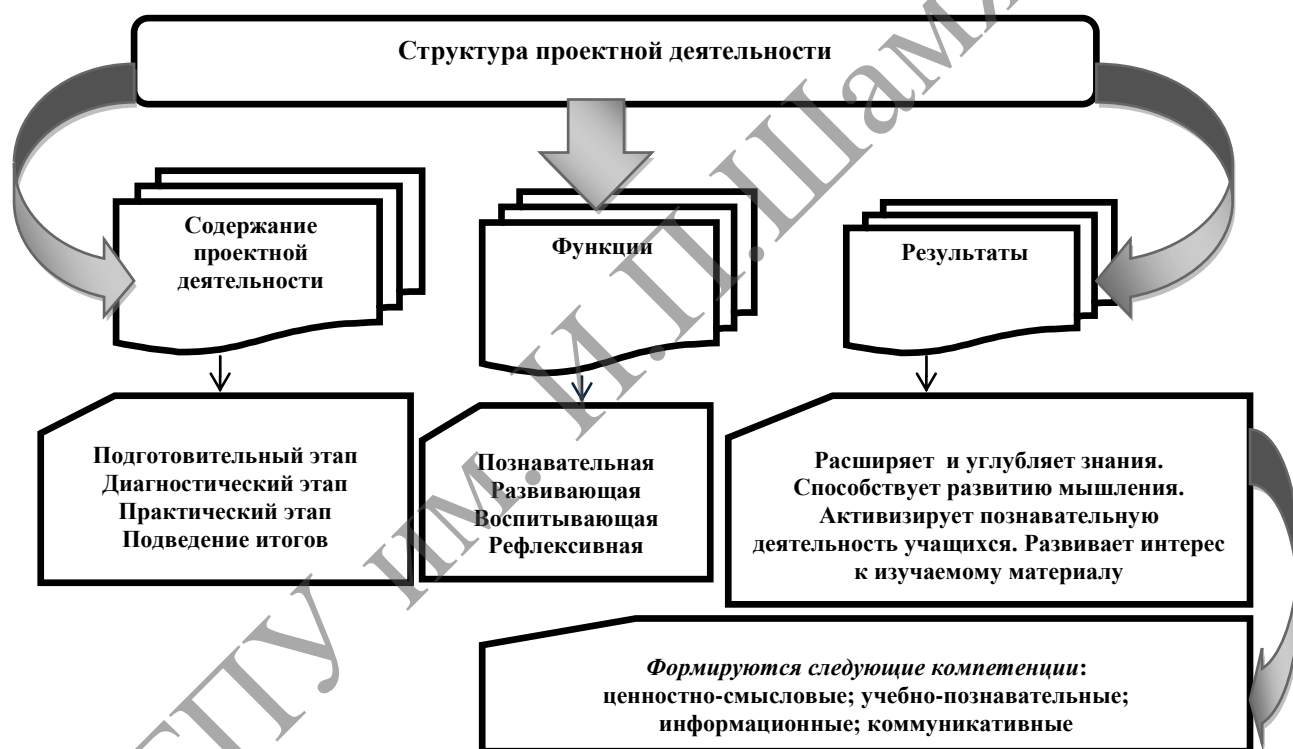 Структура проектной деятельности
Содержание
проектной
деятельности
Функции
Результаты
Подготовительный этап
Диагностический этап
Практический этап
Подведение итогов
Познавательная
Развивающая
Воспитывающая
Рефлексивная
Расширяет и углубляет знания.
Способствует развитию мышления.
Активизирует познавательную
деятельность учащихся. Развивает интерес
к изучаемому материалу
Формируются следующие компетенции:
ценностно-смысловые; учебно-познавательные;
информационные; коммуникативные
им. И.П.